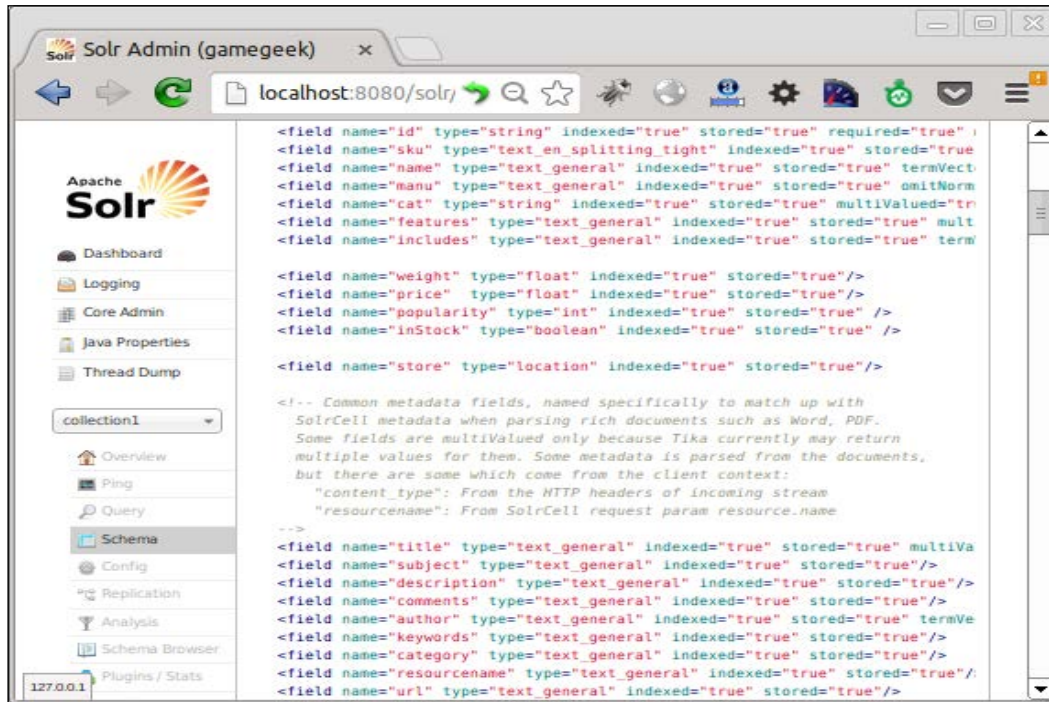 Solr Admin (gamegeek)
localhost:8080/solr/
Apache
Solr
Dashboard
Logging
Core Admin
Java Properties
Thread Dump
collection1
Overview
Ping
Query
Schema
Config
Replication
Analysis
Schema Browser
Plugins / Stats
127.0.0.1
<field name="id" type="string" indexed="true" stored="true" required="true"
<field name="sku" type="text_en_splitting_tight" indexed="true" stored="true
<field name="name" type="text_general" indexed="true" stored="true" termVect
<field name="manu" type="text_general" indexed="true" stored="true" omitNorm
<field name="cat" type="string" indexed="true" stored="true" multiValued="tr
<field name="features" type="text_general" indexed="true" stored="true" mult
<field name="includes" type="text_general" indexed="true" stored="true" term
<field name="weight" type="float" indexed="true" stored="true"/>
<field name="price" type="float" indexed="true" stored="true"/>
<field name="popularity" type="int" indexed="true" stored="true" />
<field name="inStock" type="boolean" indexed="true" stored="true" />
<field name="store" type="location" indexed="true" stored="true"/>
<!-- Common metadata fields, named specifically to match up with
SolrCell metadata when parsing rich documents such as Word, PDF.
Some fields are multiValued only because Tika currently may return
multiple values for them. Some metadata is parsed from the documents,
but there are some which come from the client context:
"content_type": From the HTTP headers of incoming stream
"resourcename": From SolrCell request param resource.name
-->
<field name="title" type="text_general" indexed="true" stored="true" multiVa
<field name="subject" type="text_general" indexed="true" stored="true"/>
<field name="description" type="text_general" indexed="true" stored="true"/>
<field name="comments" type="text_general" indexed="true" stored="true"/>
<field name="author" type="text_general" indexed="true" stored="true" termVe
<field name="keywords" type="text_general" indexed="true" stored="true"/>
<field name="category" type="text_general" indexed="true" stored="true"/>
<field name="resourcename" type="text_general" indexed="true" stored="true"/
<field name="url" type="text_general" indexed="true" stored="true"/>